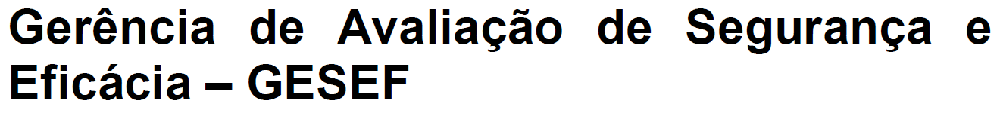 Gerência de Avaliação de Segurança e
Eficácia – GESEF